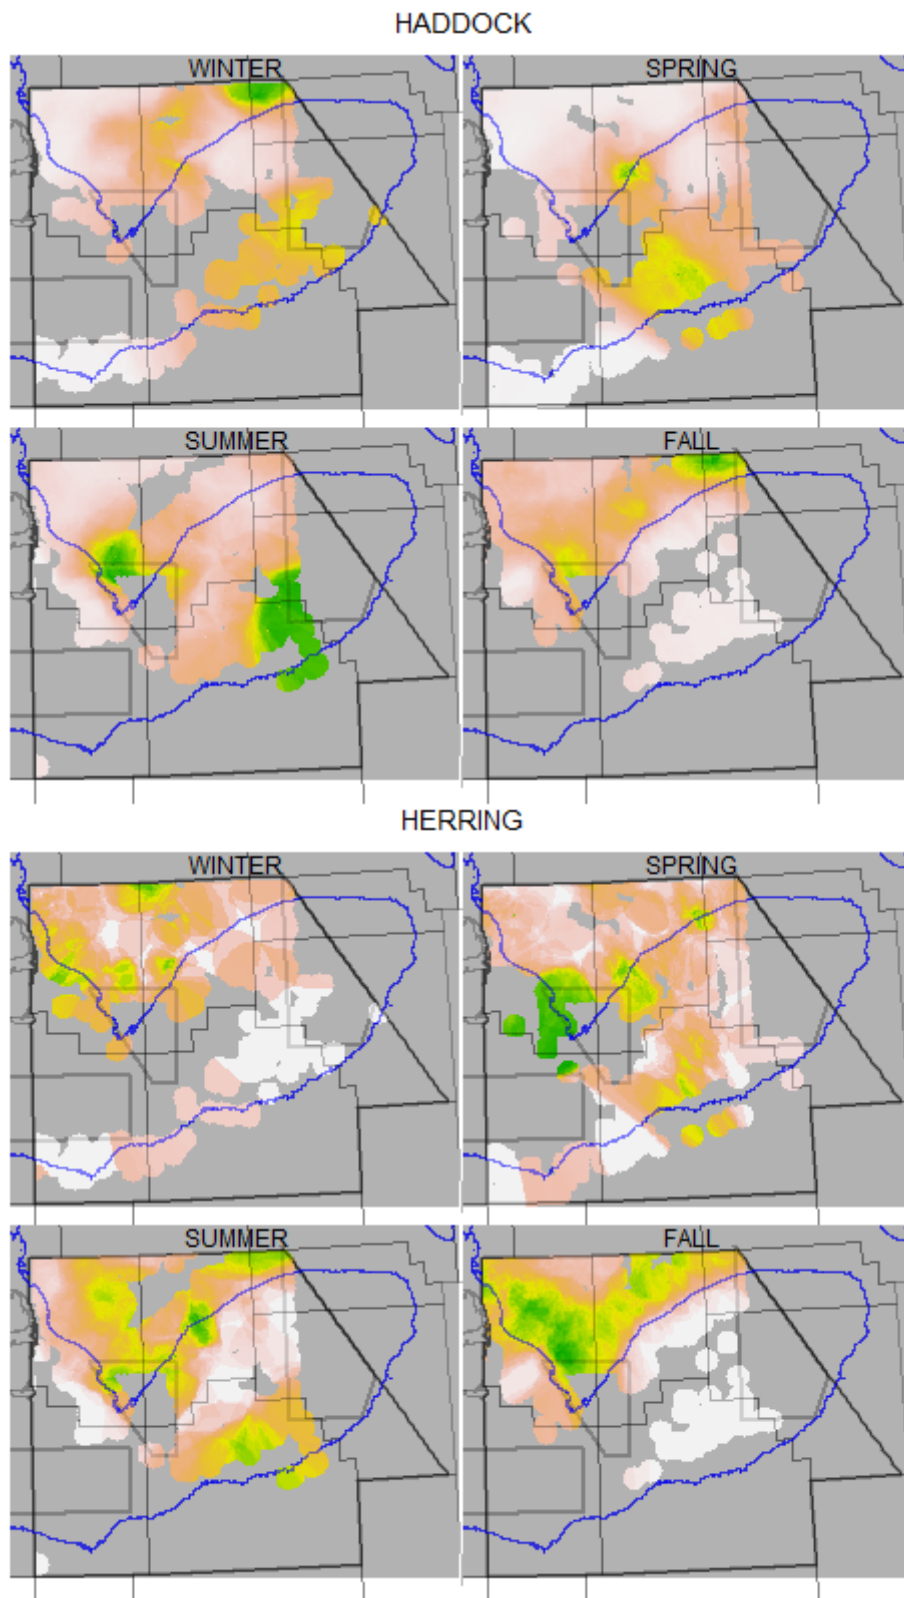 HADDOCK
WINTER
SPRING
SUMMER
FALL
HERRING
WINTER
SPRING
SUMMER
FALL